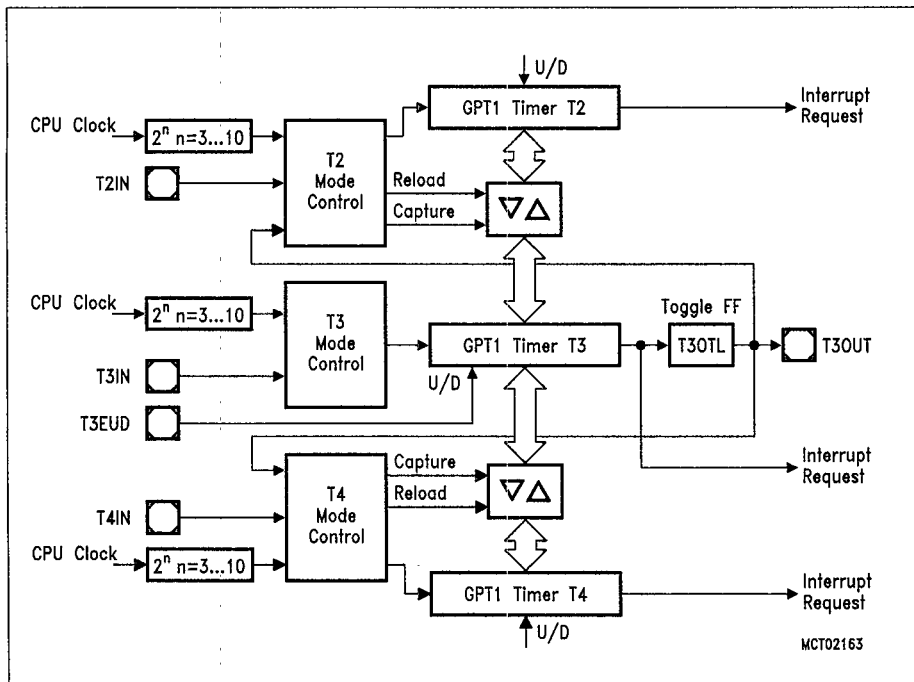 U/D
GPT1 Timer T2
Interrupt
Request
CPU Clock
2ⁿ n=3...10
T2
Mode
Control
T2IN
Reload
Capture
CPU Clock
2ⁿ n=3...10
T3
Mode
Control
Toggle FF
GPT1 Timer T3
T3OTL
T3OUT
U/D
T3IN
T3EUD
Interrupt
Request
Capture
Reload
T4
Mode
Control
T4IN
CPU Clock
2ⁿ n=3...10
GPT1 Timer T4
Interrupt
Request
U/D
MCT02163